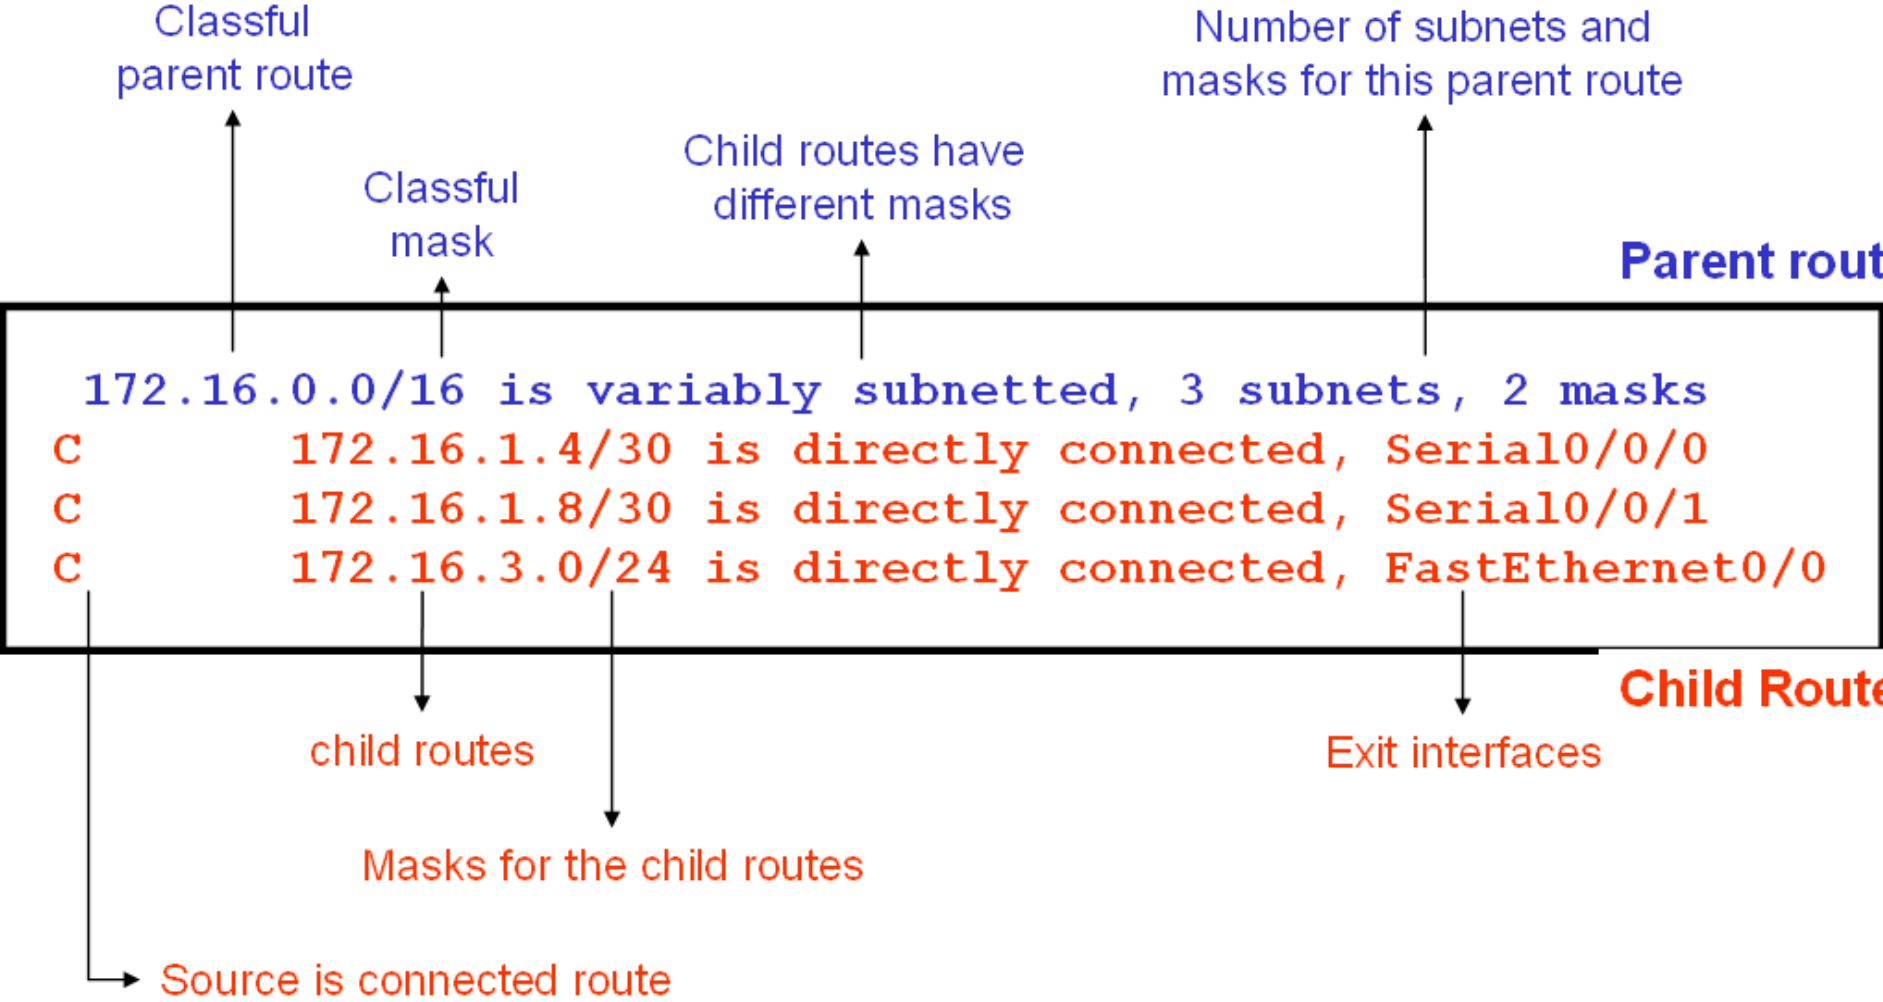 Classful
parent route
Number of subnets and
masks for this parent route
Child routes have
different masks
Classful
mask
Parent rout
172.16.0.0/16 is variably subnetted, 3 subnets, 2 masks
C 172.16.1.4/30 is directly connected, Serial0/0/0
C 172.16.1.8/30 is directly connected, Serial0/0/1
C 172.16.3.0/24 is directly connected, FastEthernet0/0
Child Route
child routes
Exit interfaces
Masks for the child routes
Source is connected route